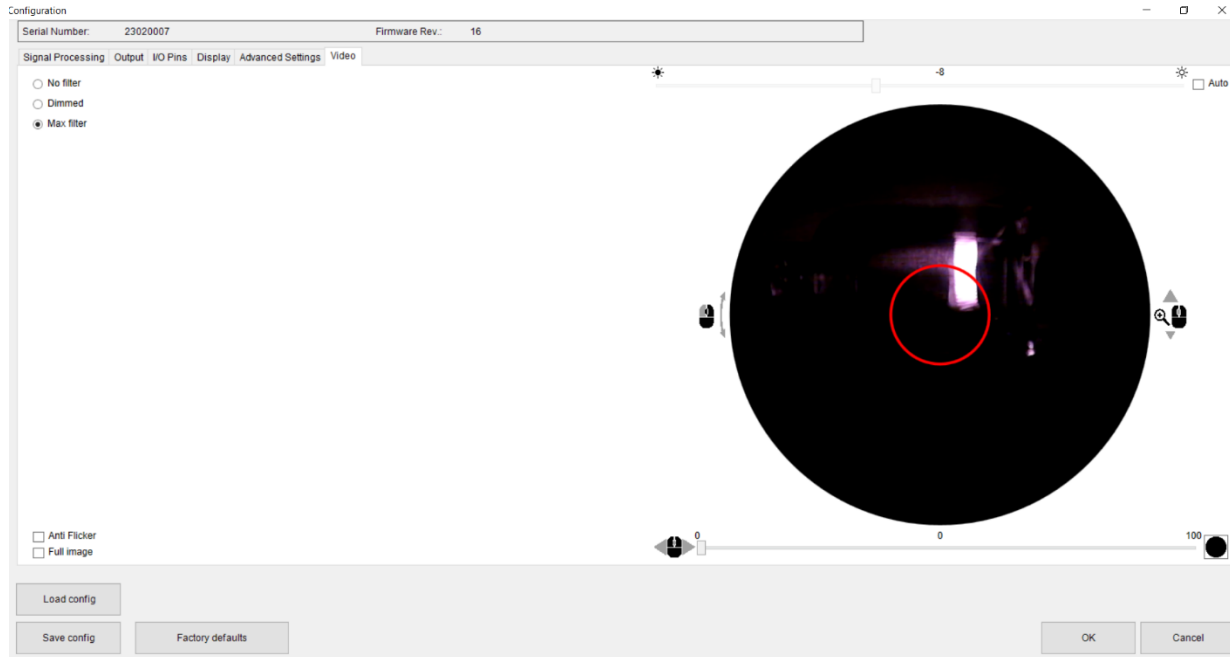 Configuration
Serial Number: 23020007 Firmware Rev.: 16
Signal Processing Output I/O Pins Display Advanced Settings Video
-8
No filter
Auto
Dimmed
Max filter
Anti Flicker
Full image
0 0 100
Load config
Save config Factory defaults OK Cancel